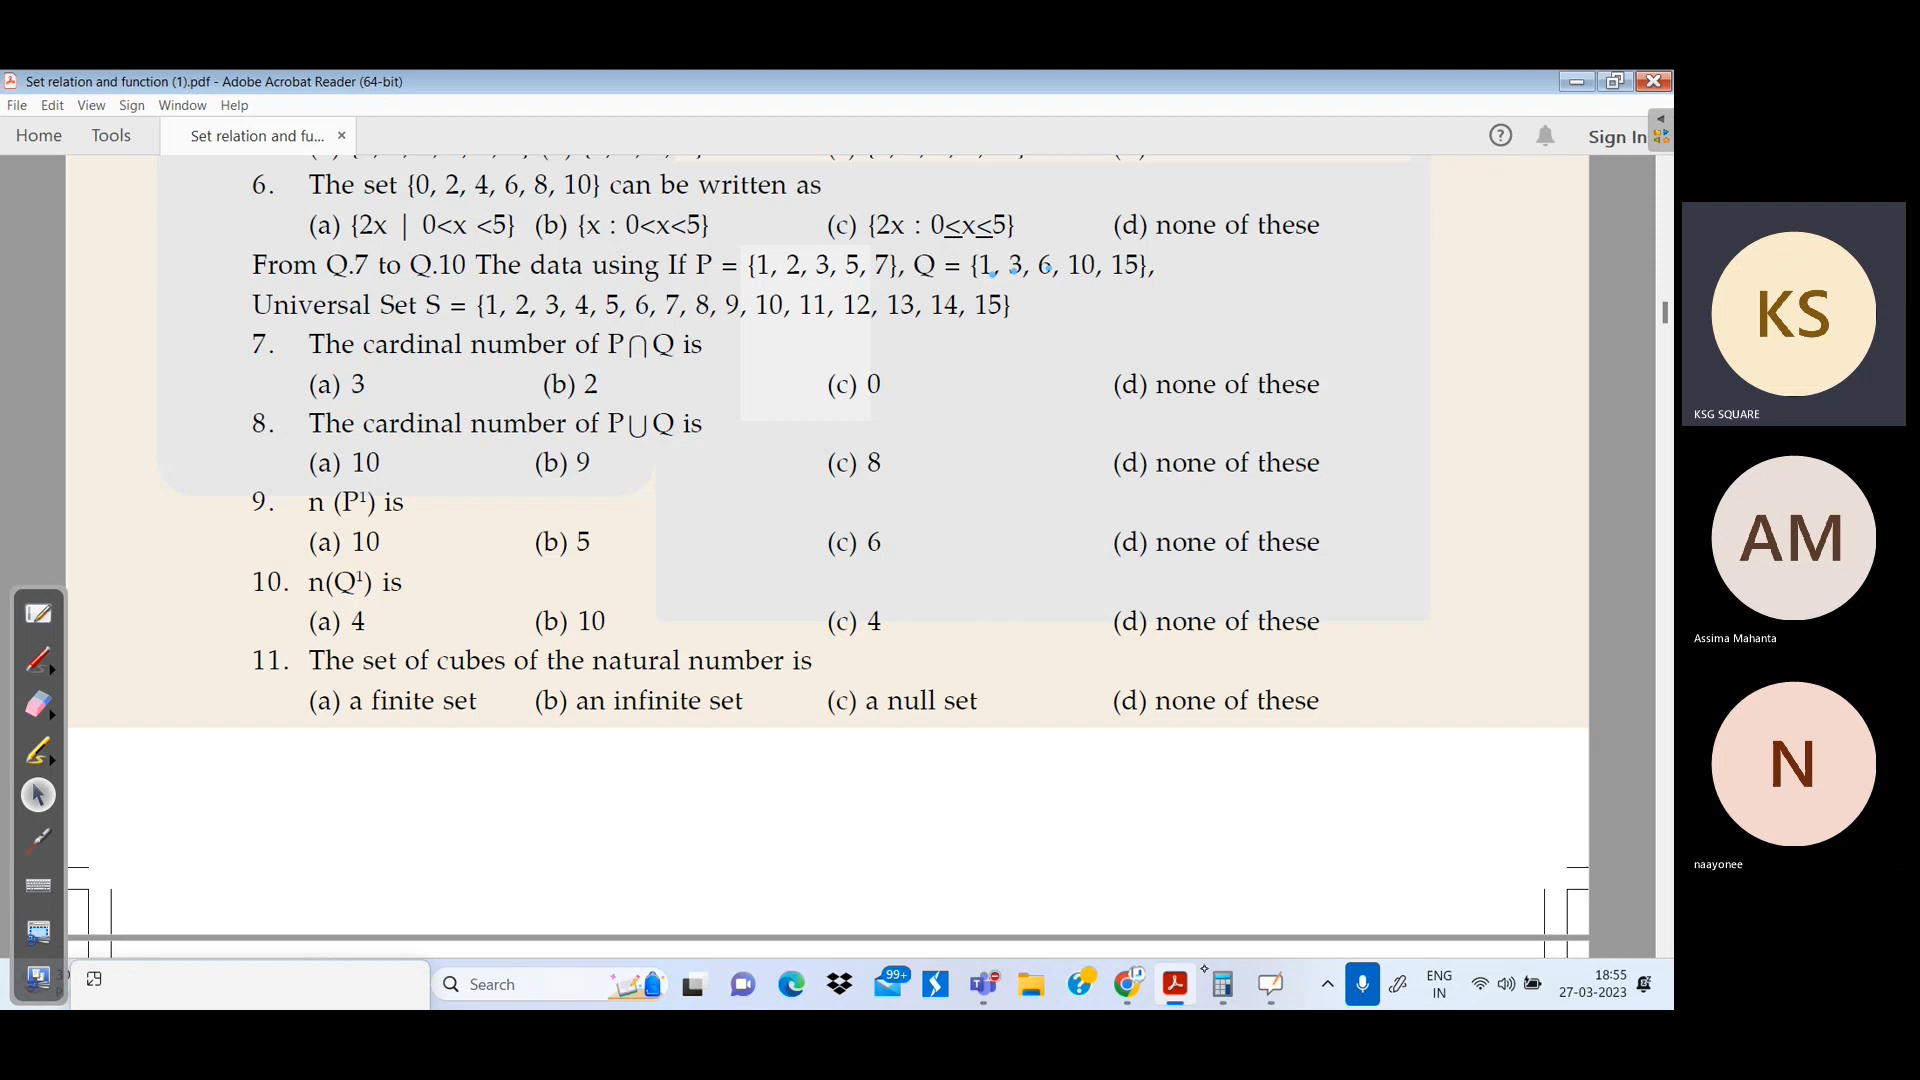 Set relation and function (1).pdf - Adobe Acrobat Reader (64-bit)
File Edit View Sign Window Help
Home Tools Set relation and fu... × Sign In
6. The set {0, 2, 4, 6, 8, 10} can be written as
(a) {2x | 0<x <5} (b) {x : 0<x<5} (c) {2x : 0≤x≤5} (d) none of these
From Q.7 to Q.10 The data using If P = {1, 2, 3, 5, 7}, Q = {1, 3, 6, 10, 15},
Universal Set S = {1, 2, 3, 4, 5, 6, 7, 8, 9, 10, 11, 12, 13, 14, 15}
7. The cardinal number of P⋂Q is
(a) 3 (b) 2 (c) 0 (d) none of these
8. The cardinal number of P⋃Q is
(a) 10 (b) 9 (c) 8 (d) none of these
9. n (P¹) is
(a) 10 (b) 5 (c) 6 (d) none of these
10. n(Q¹) is
(a) 4 (b) 10 (c) 4 (d) none of these
11. The set of cubes of the natural number is
(a) a finite set (b) an infinite set (c) a null set (d) none of these
KS
KSG SQUARE
AM
Assima Mahanta
N
naayonee
Search
99+
ENG
IN
18:55
27-03-2023